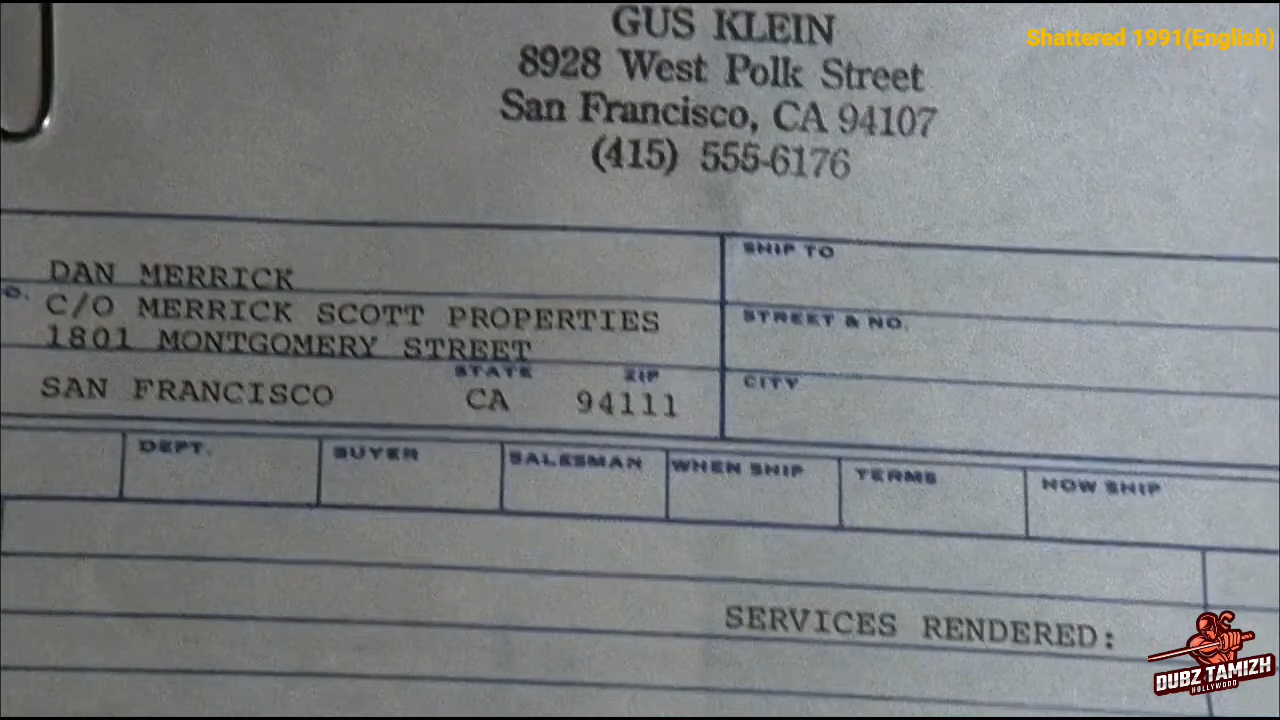 GUS KLEIN
8928 West Polk Street
San Francisco, CA 94107
(415) 555-6176
Shattered 1991(English)
DAN MERRICK
C/O MERRICK SCOTT PROPERTIES
1801 MONTGOMERY STREET
STATE ZIP
SAN FRANCISCO CA 94111
SHIP TO
STREET & NO.
CITY
DEPT. BUYER SALESMAN WHEN SHIP TERMS HOW SHIP
SERVICES RENDERED:
DUBZ TAMIZH
HOLLYWOOD